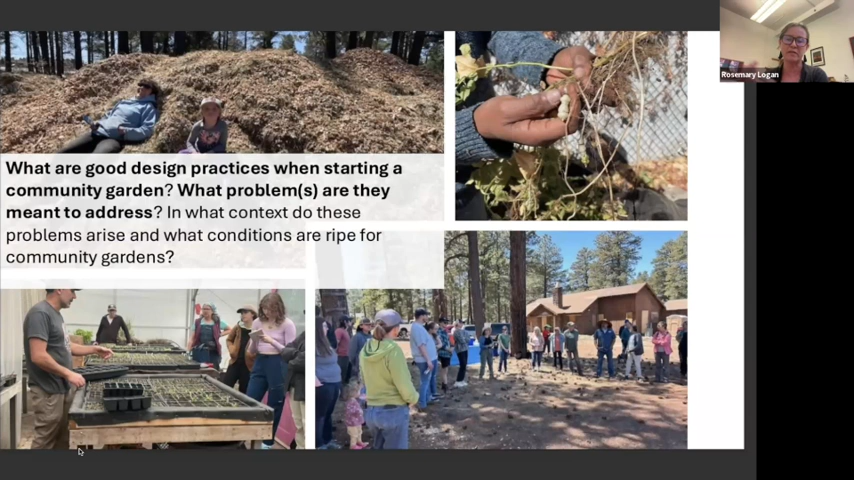 What are good design practices when starting a
community garden? What problem(s) are they
meant to address? In what context do these
problems arise and what conditions are ripe for
community gardens?
Rosemary Logan